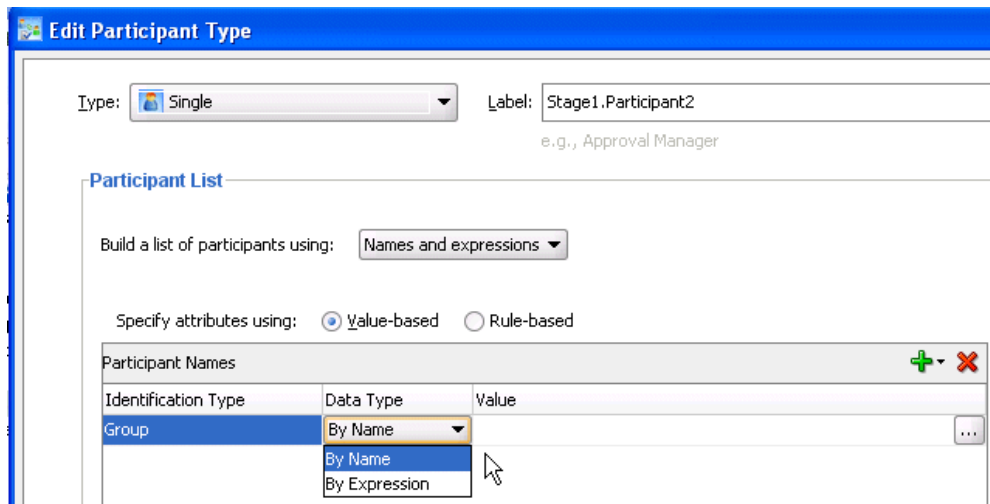 Edit Participant Type
Type: Single Label: Stage1.Participant2
e.g., Approval Manager
Participant List
Build a list of participants using: Names and expressions
Specify attributes using: Value-based Rule-based
Participant Names
Identification Type Data Type Value
Group By Name ...
By Name
By Expression